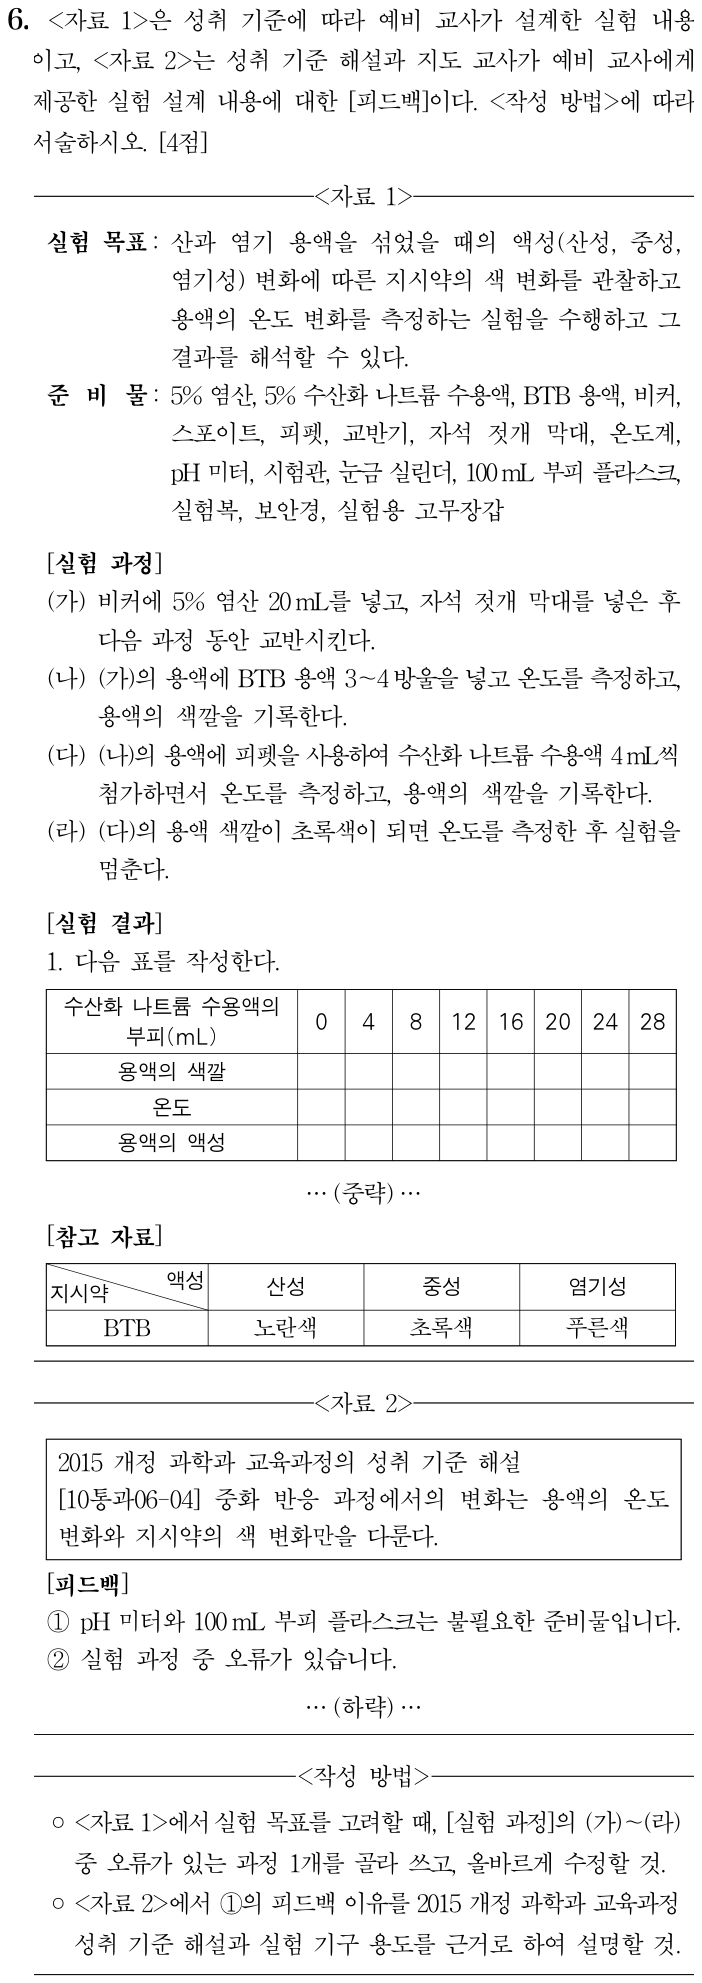 6. <자료 1>은 성취 기준에 따라 예비 교사가 설계한 실험 내용
이고, <자료 2>는 성취 기준 해설과 지도 교사가 예비 교사에게
제공한 실험 설계 내용에 대한 [피드백]이다. <작성 방법>에 따라
서술하시오. [4점]
<자료 1>
실험 목표: 산과 염기 용액을 섞었을 때의 액성(산성, 중성,
염기성) 변화에 따른 지시약의 색 변화를 관찰하고
용액의 온도 변화를 측정하는 실험을 수행하고 그
결과를 해석할 수 있다.
준 비 물: 5% 염산, 5% 수산화 나트륨 수용액, BTB 용액, 비커,
스포이트, 피펫, 교반기, 자석 젓개 막대, 온도계,
pH 미터, 시험관, 눈금 실린더, 100 mL 부피 플라스크,
실험복, 보안경, 실험용 고무장갑
[실험 과정]
(가) 비커에 5% 염산 20 mL를 넣고, 자석 젓개 막대를 넣은 후
다음 과정 동안 교반시킨다.
(나) (가)의 용액에 BTB 용액 3~4방울을 넣고 온도를 측정하고,
용액의 색깔을 기록한다.
(다) (나)의 용액에 피펫을 사용하여 수산화 나트륨 수용액 4 mL씩
첨가하면서 온도를 측정하고, 용액의 색깔을 기록한다.
(라) (다)의 용액 색깔이 초록색이 되면 온도를 측정한 후 실험을
멈춘다.
[실험 결과]
1. 다음 표를 작성한다.
수산화 나트륨 수용액의 부피(mL) 0 4 8 12 16 20 24 28
용액의 색깔
온도
용액의 액성
… (중략) …
[참고 자료]
지시약 액성 산성 중성 염기성
BTB 노란색 초록색 푸른색
<자료 2>
2015 개정 과학과 교육과정의 성취 기준 해설
[10통과06-04] 중화 반응 과정에서의 변화는 용액의 온도
변화와 지시약의 색 변화만을 다룬다.
[피드백]
① pH 미터와 100 mL 부피 플라스크는 불필요한 준비물입니다.
② 실험 과정 중 오류가 있습니다.
… (하략) …
<작성 방법>
○ <자료 1>에서 실험 목표를 고려할 때, [실험 과정]의 (가)~(라)
중 오류가 있는 과정 1개를 골라 쓰고, 올바르게 수정할 것.
○ <자료 2>에서 ①의 피드백 이유를 2015 개정 과학과 교육과정
성취 기준 해설과 실험 기구 용도를 근거로 하여 설명할 것.